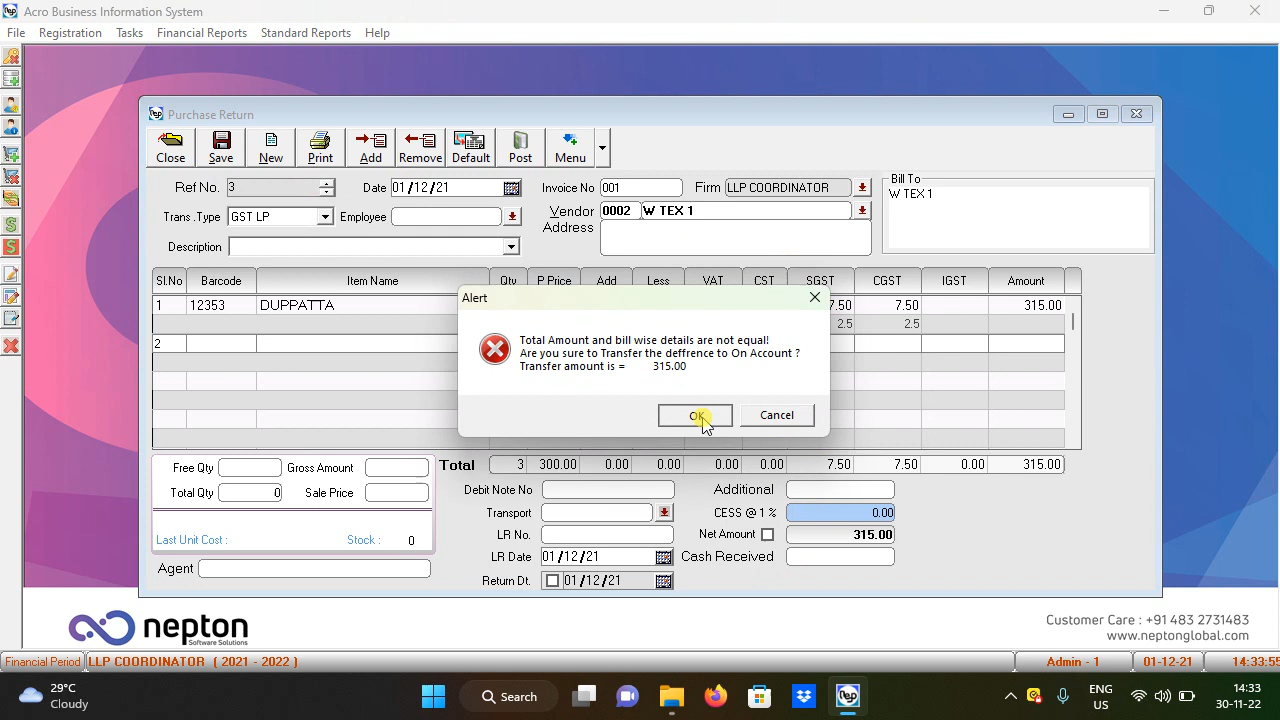 Acro Business Information System
File Registration Tasks Financial Reports Standard Reports Help
Purchase Return
Close Save New Print Add Remove Default Post Menu
Ref No. 3 Date 01/12/21 Invoice No 001 Firm LLP COORDINATOR Bill To
W TEX 1
Trans .Type GST LP Employee Vendor 0002 W TEX 1
Address
Description
Sl.No Barcode Item Name Qty P Price Add Less VAT CST SGST CGST IGST Amount
1 12353 DUPPATTA 7.50 7.50 315.00
2.5 2.5
2
Alert
Total Amount and bill wise details are not equal!
Are you sure to Transfer the deffrence to On Account ?
Transfer amount is = 315.00
OK Cancel
Total 3 300.00 0.00 0.00 0.00 0.00 7.50 7.50 0.00 315.00
Free Qty Gross Amount
Total Qty 0 Sale Price
Last Unit Cost : Stock : 0
Agent
Debit Note No Additional
Transport CESS @ 1 % 0.00
LR No. Net Amount 315.00
LR Date 01/12/21 Cash Received
Return Dt. 01/12/21
nepton
Software Solutions
Customer Care : +91 483 2731483
www.neptonglobal.com
Financial Period LLP COORDINATOR ( 2021 - 2022 ) Admin - 1 01-12-21 14:33:55
29°C
Cloudy
Search
ENG
US
14:33
30-11-22